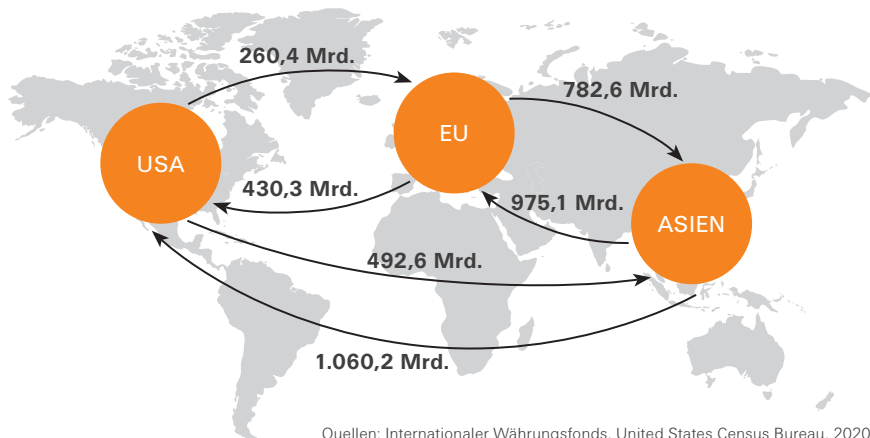 260,4 Mrd.
782,6 Mrd.
EU
USA
430,3 Mrd.
975,1 Mrd.
ASIEN
492,6 Mrd.
1.060,2 Mrd.
Quellen: Internationaler Währungsfonds, United States Census Bureau, 2020